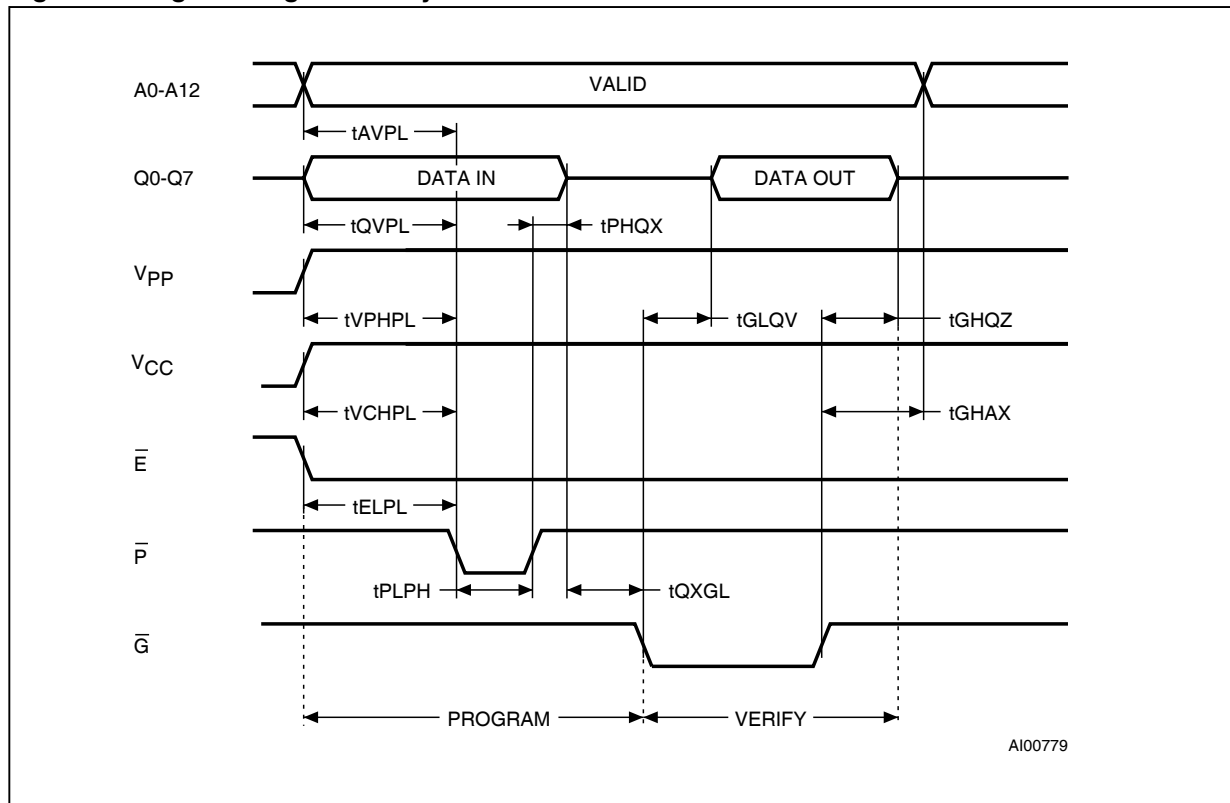 A0-A12
VALID
tAVPL
Q0-Q7
DATA IN
DATA OUT
tQVPL
tPHQX
VPP
tVPHPL
tGLQV
tGHQZ
VCC
tVCHPL
tGHAX
E̅
tELPL
P̅
tPLPH
tQXGL
G̅
PROGRAM
VERIFY
AI00779